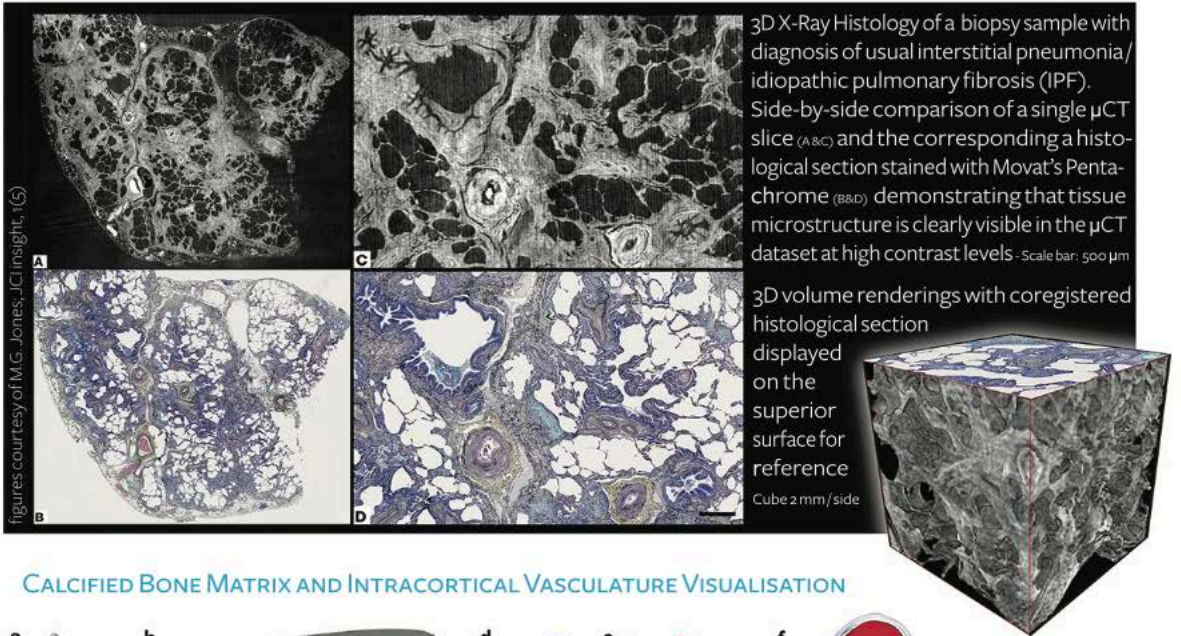 3D X-Ray Histology of a biopsy sample with
diagnosis of usual interstitial pneumonia/
idiopathic pulmonary fibrosis (IPF).
Side-by-side comparison of a single µCT
slice (A&C) and the corresponding a histo-
logical section stained with Movat's Penta-
chrome (B&D) demonstrating that tissue
microstructure is clearly visible in the µCT
dataset at high contrast levels - Scale bar: 500 µm
3D volume renderings with coregistered
histological section
displayed
on the
superior
surface for
reference
Cube 2 mm/side
figures courtesy of M.G. Jones; JCI insight, 1(5)
A
C
B
D
CALCIFIED BONE MATRIX AND INTRACORTICAL VASCULATURE VISUALISATION
b
d
f